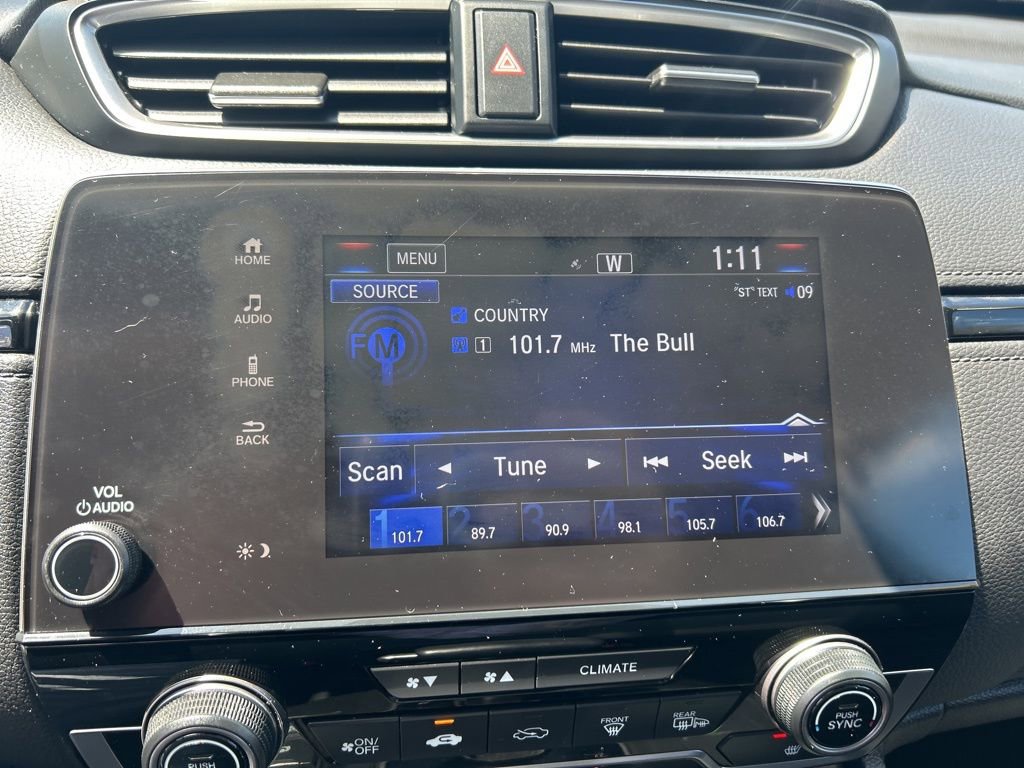 HOME
AUDIO
PHONE
BACK
VOL
AUDIO
MENU
W
1:11
SOURCE
"ST" TEXT 09
COUNTRY
FM
1 101.7 MHz The Bull
Scan
Tune
Seek
1 101.7
2 89.7
3 90.9
4 98.1
5 105.7
6 106.7
CLIMATE
ON/
OFF
FRONT
REAR
PUSH
SYNC
PUSH